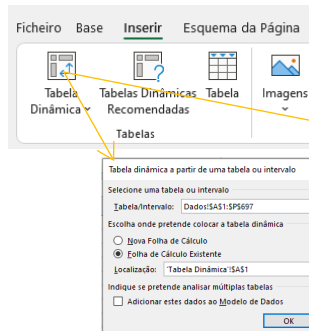 Ficheiro Base Inserir Esquema da Página
Tabela Tabelas Dinâmicas Tabela Imagens
Dinâmica Recomendadas
Tabelas
Tabela dinâmica a partir de uma tabela ou intervalo
Selecione uma tabela ou intervalo
Tabela/Intervalo: Dados!$A$1:$P$697
Escolha onde pretende colocar a tabela dinâmica
Nova Folha de Cálculo
Folha de Cálculo Existente
Localização: 'Tabela Dinâmica'!$A$1
Indique se pretende analisar múltiplas tabelas
Adicionar estes dados ao Modelo de Dados
OK